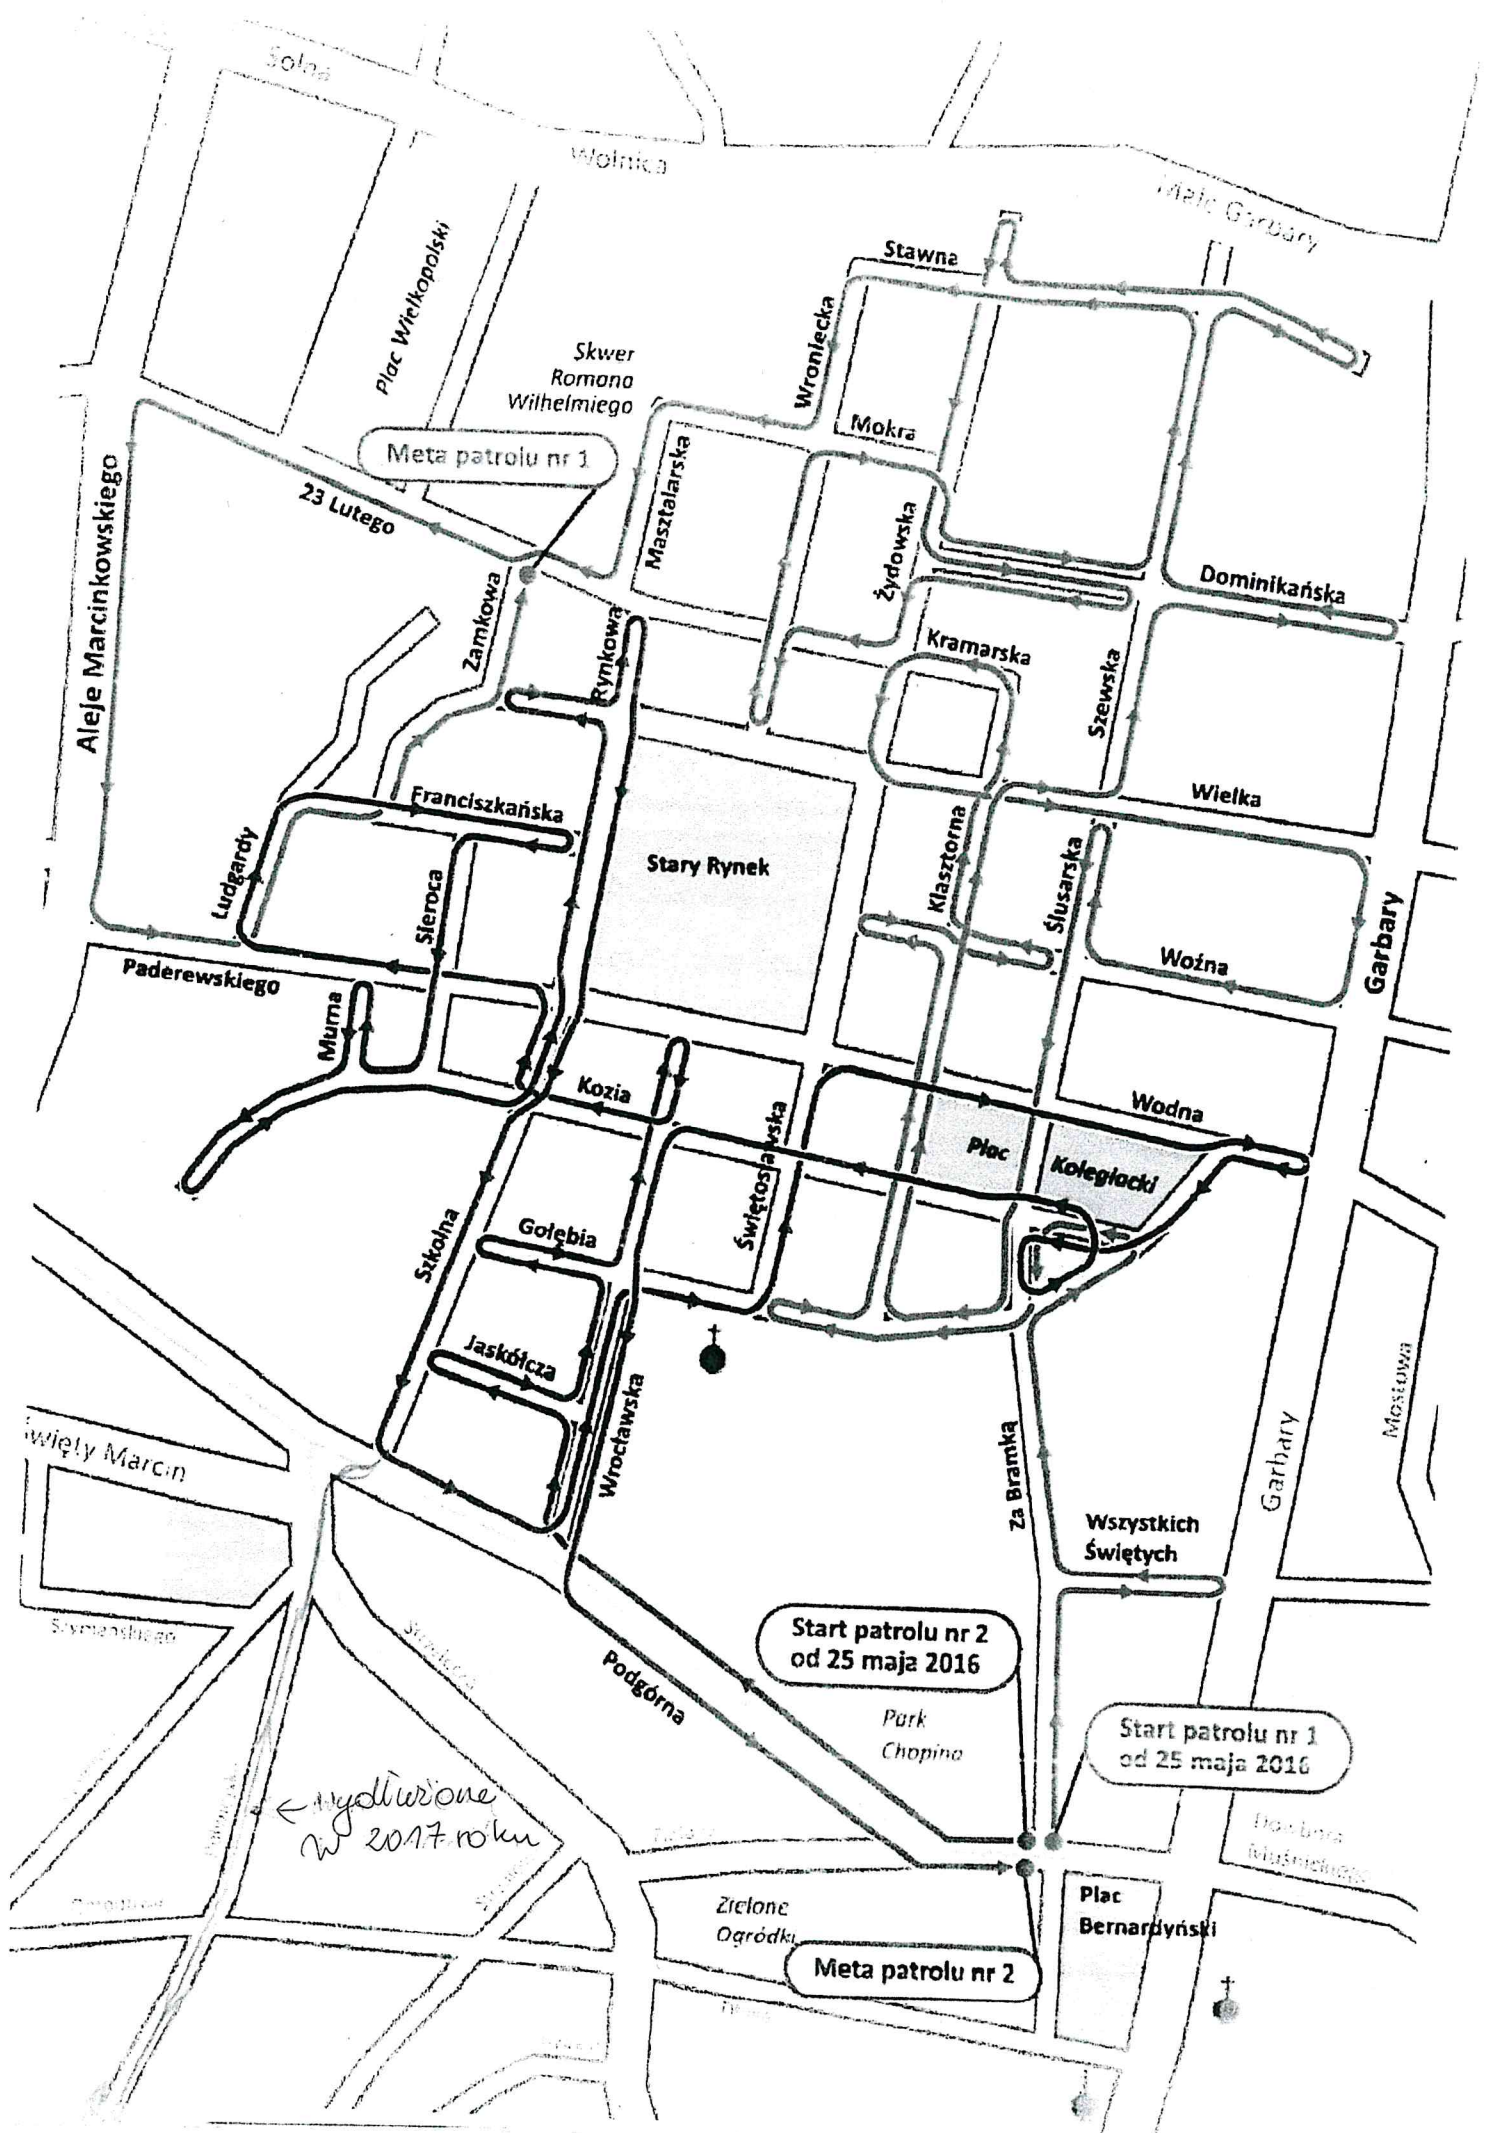 Solna
Wolnica
Małe Garbary
Plac Wielkopolski
Stawna
Wroniecka
Skwer
Romana
Wilhelmiego
Mokra
Meta patrolu nr 1
Masztalarska
23 Lutego
Aleje Marcinkowskiego
Żydowska
Dominikańska
Zamkowa
Rynkowa
Kramarska
Szewska
Franciszkańska
Wielka
Ludgardy
Sieroca
Stary Rynek
Klasztorna
Ślusarska
Garbary
Paderewskiego
Woźna
Murna
Kozia
Wodna
Świętosławska
Plac
Kolegiacki
Szkolna
Gołębia
Jaskółcza
Wrocławska
Mostowa
Za Bramką
Garbary
Święty Marcin
Wszystkich
Świętych
Szymańskiego
Strzelecka
Start patrolu nr 2
od 25 maja 2016
Podgórna
Park
Chopina
Start patrolu nr 1
od 25 maja 2016
← wydłużone
w 2017 roku
Zielone
Ogródki
Plac
Bernardyński
Meta patrolu nr 2